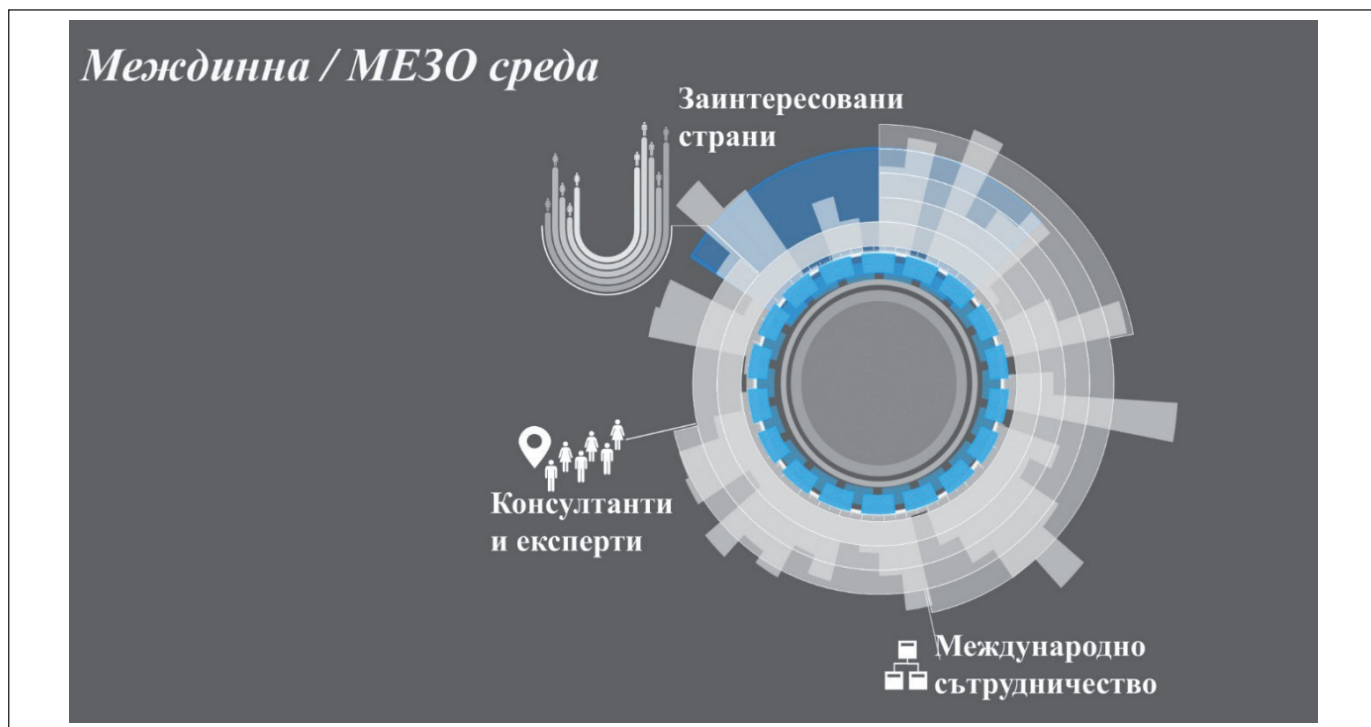 Междинна / МЕЗО среда
Заинтересовани
страни
Консултанти
и експерти
Международно
сътрудничество